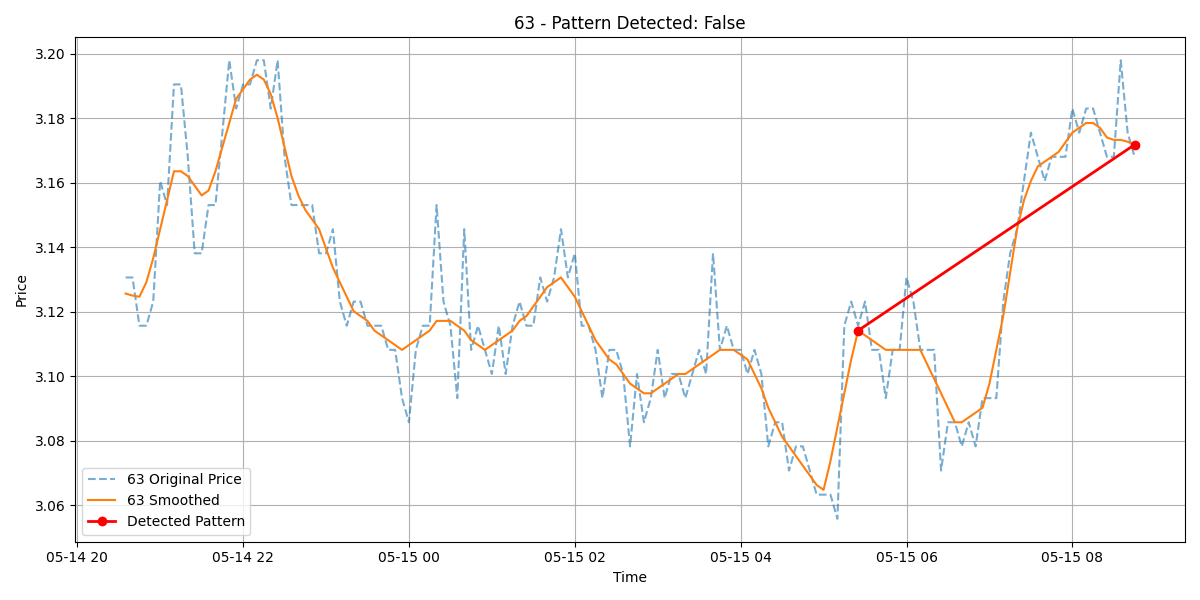 63 - Pattern Detected: False
3.20
3.18
3.16
3.14
3.12
3.10
3.08
3.06
Price
63 Original Price
63 Smoothed
Detected Pattern
05-14 20
05-14 22
05-15 00
05-15 02
05-15 04
05-15 06
05-15 08
Time